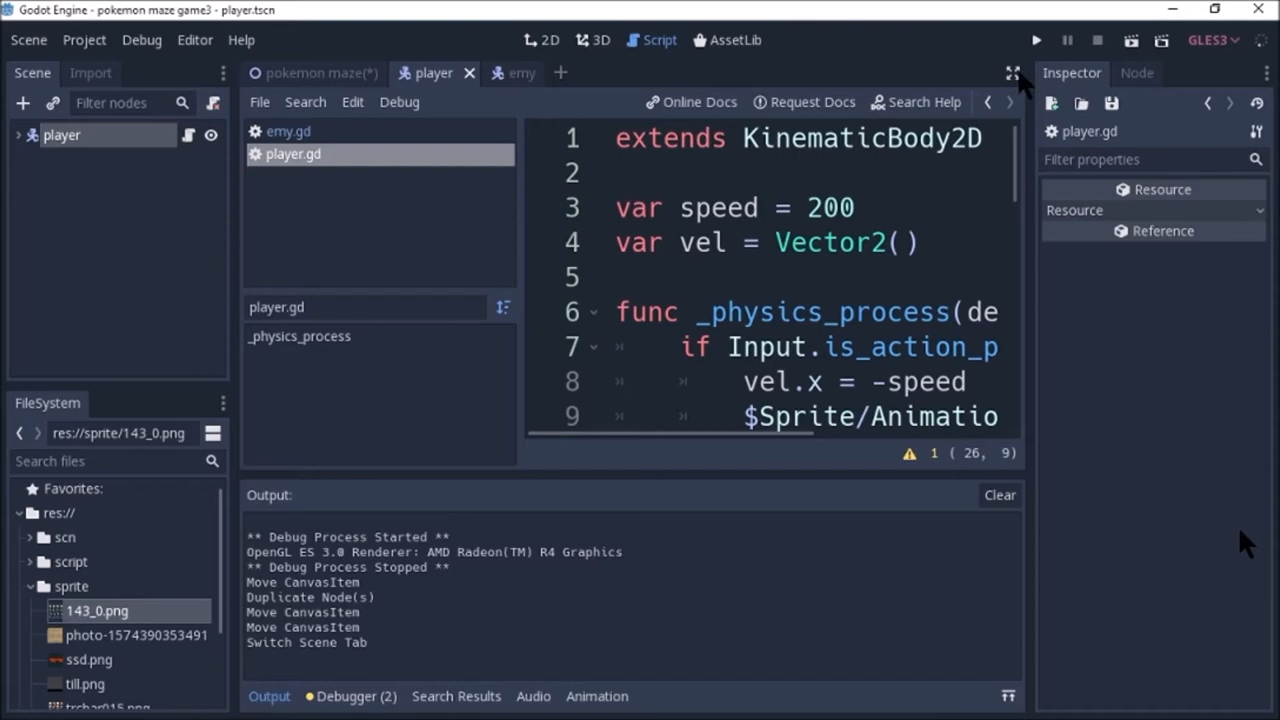 Godot Engine - pokemon maze game3 - player.tscn
Scene Project Debug Editor Help
2D 3D Script AssetLib
GLES3
Scene Import
pokemon maze(*) player emy
Inspector Node
Filter nodes
File Search Edit Debug
Online Docs Request Docs Search Help
player
emy.gd
player.gd
player.gd
_physics_process
1 extends KinematicBody2D
2
3 var speed = 200
4 var vel = Vector2()
5
6 func _physics_process(de
7 if Input.is_action_p
8 vel.x = -speed
9 $Sprite/Animatio
1 ( 26, 9)
player.gd
Filter properties
Resource
Resource
Reference
FileSystem
res://sprite/143_0.png
Search files
Favorites:
res://
scn
script
sprite
143_0.png
photo-1574390353491
ssd.png
till.png
trchar015.png
Output:
Clear
** Debug Process Started **
OpenGL ES 3.0 Renderer: AMD Radeon(TM) R4 Graphics
** Debug Process Stopped **
Move CanvasItem
Duplicate Node(s)
Move CanvasItem
Move CanvasItem
Switch Scene Tab
Output Debugger (2) Search Results Audio Animation